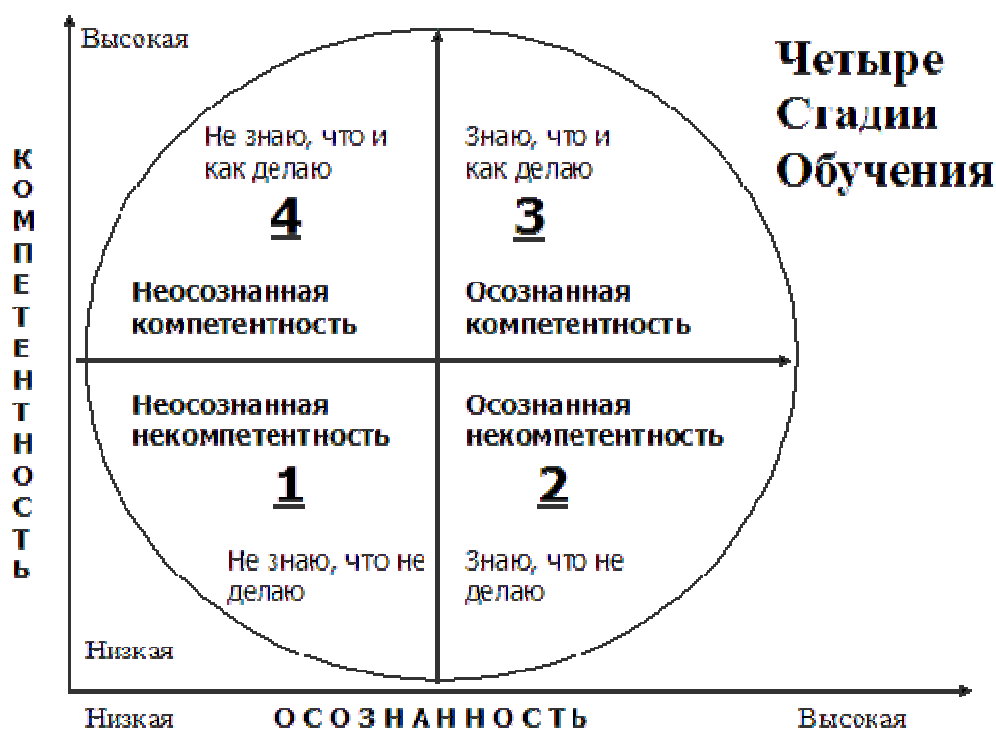 Высокая
Четыре
Стадии
Обучения
КОМПЕТЕНТНОСТЬ
Не знаю, что и
как делаю
4
Неосознанная
компетентность
Знаю, что и
как делаю
3
Осознанная
компетентность
Неосознанная
некомпетентность
1
Не знаю, что не
делаю
Осознанная
некомпетентность
2
Знаю, что не
делаю
Низкая
Низкая
ОСОЗНАННОСТЬ
Высокая